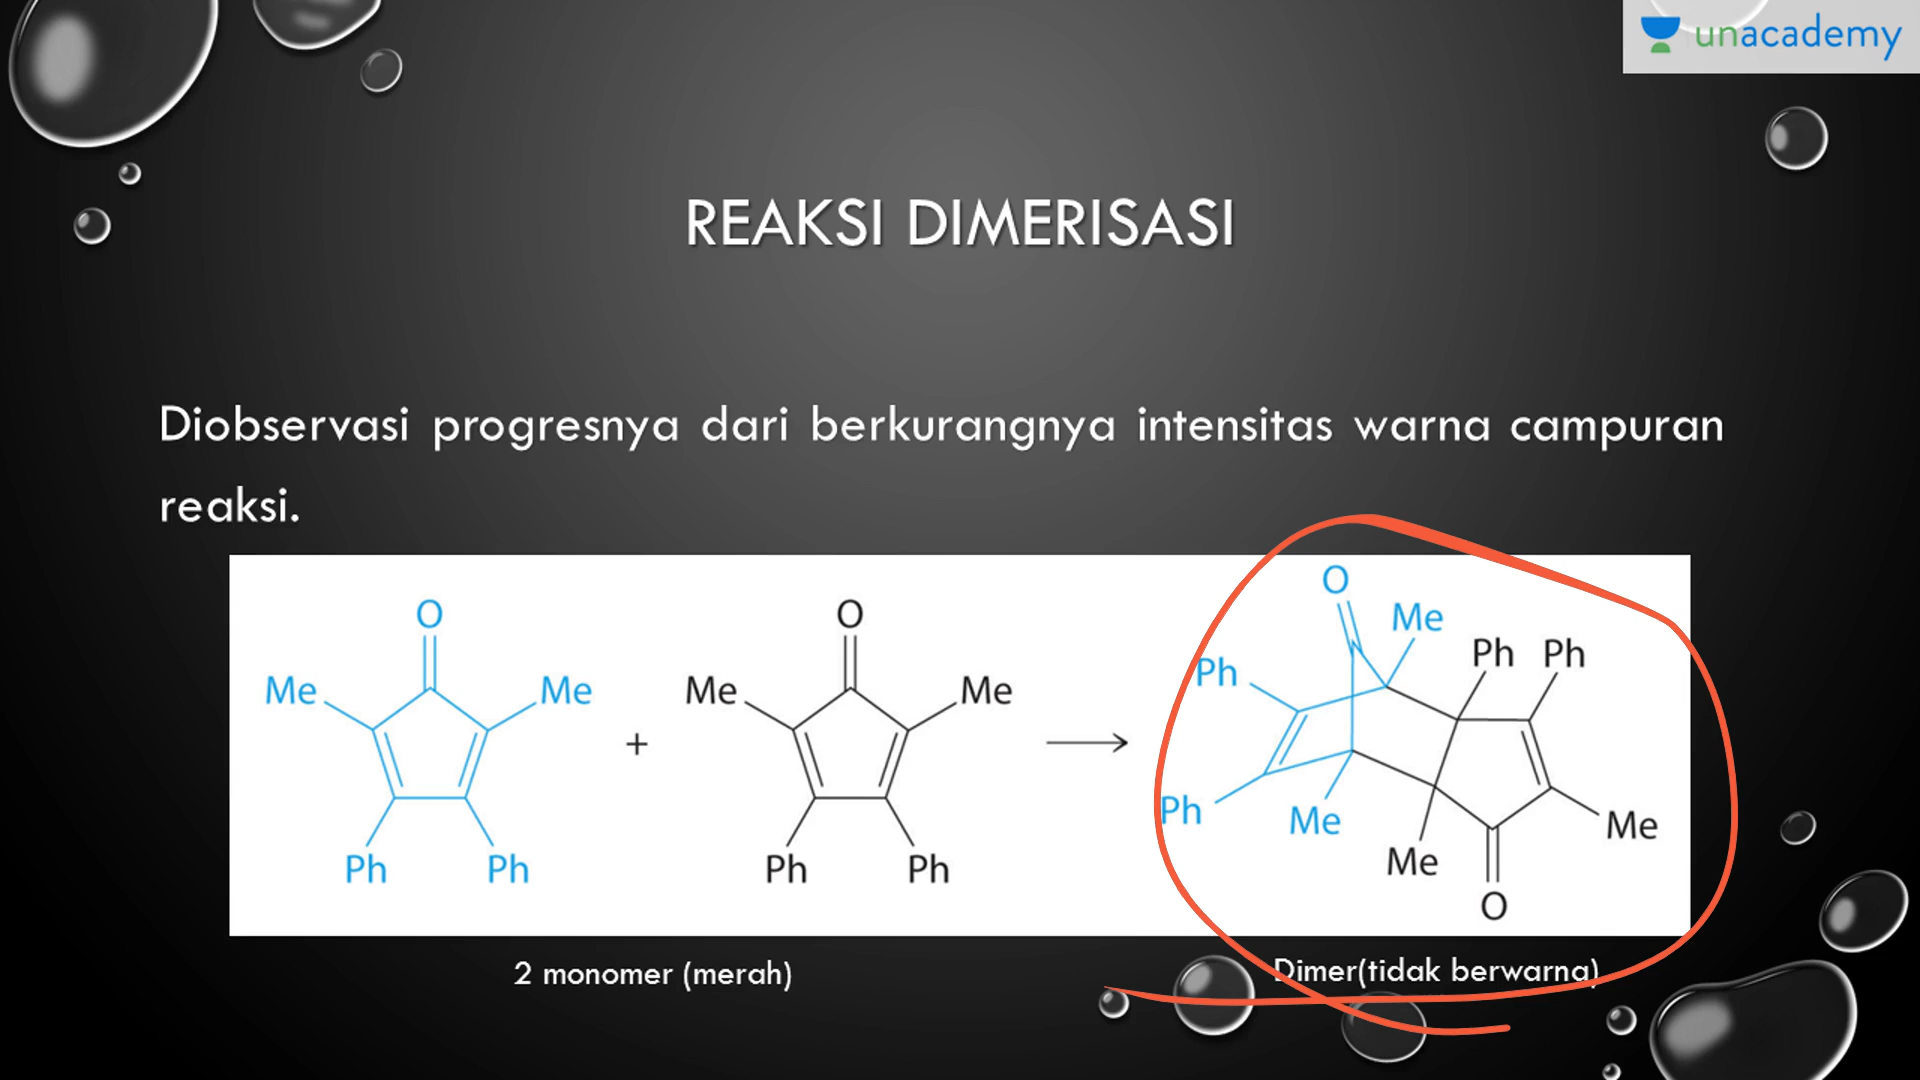 unacademy
REAKSI DIMERISASI
Diobservasi progresnya dari berkurangnya intensitas warna campuran
reaksi.
O
Me Me
Ph Ph
+
O
Me Me
Ph Ph
O
Me
Ph Ph Ph
Ph Me Me Me
O
2 monomer (merah)
Dimer(tidak berwarna)